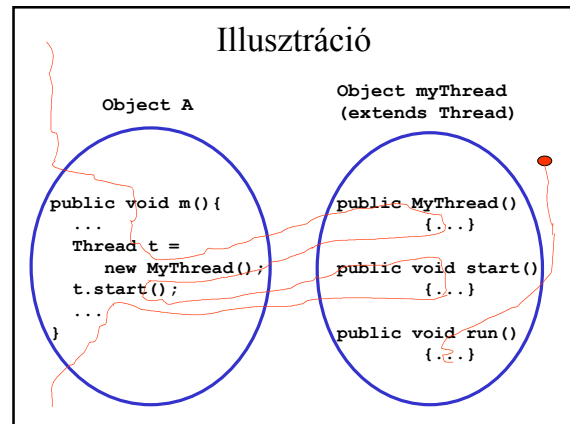 Illusztráció
Object A
Object myThread
(extends Thread)
public void m(){
...
Thread t =
new MyThread();
t.start();
...
}
public MyThread()
{...}
public void start()
{...}
public void run()
{...}